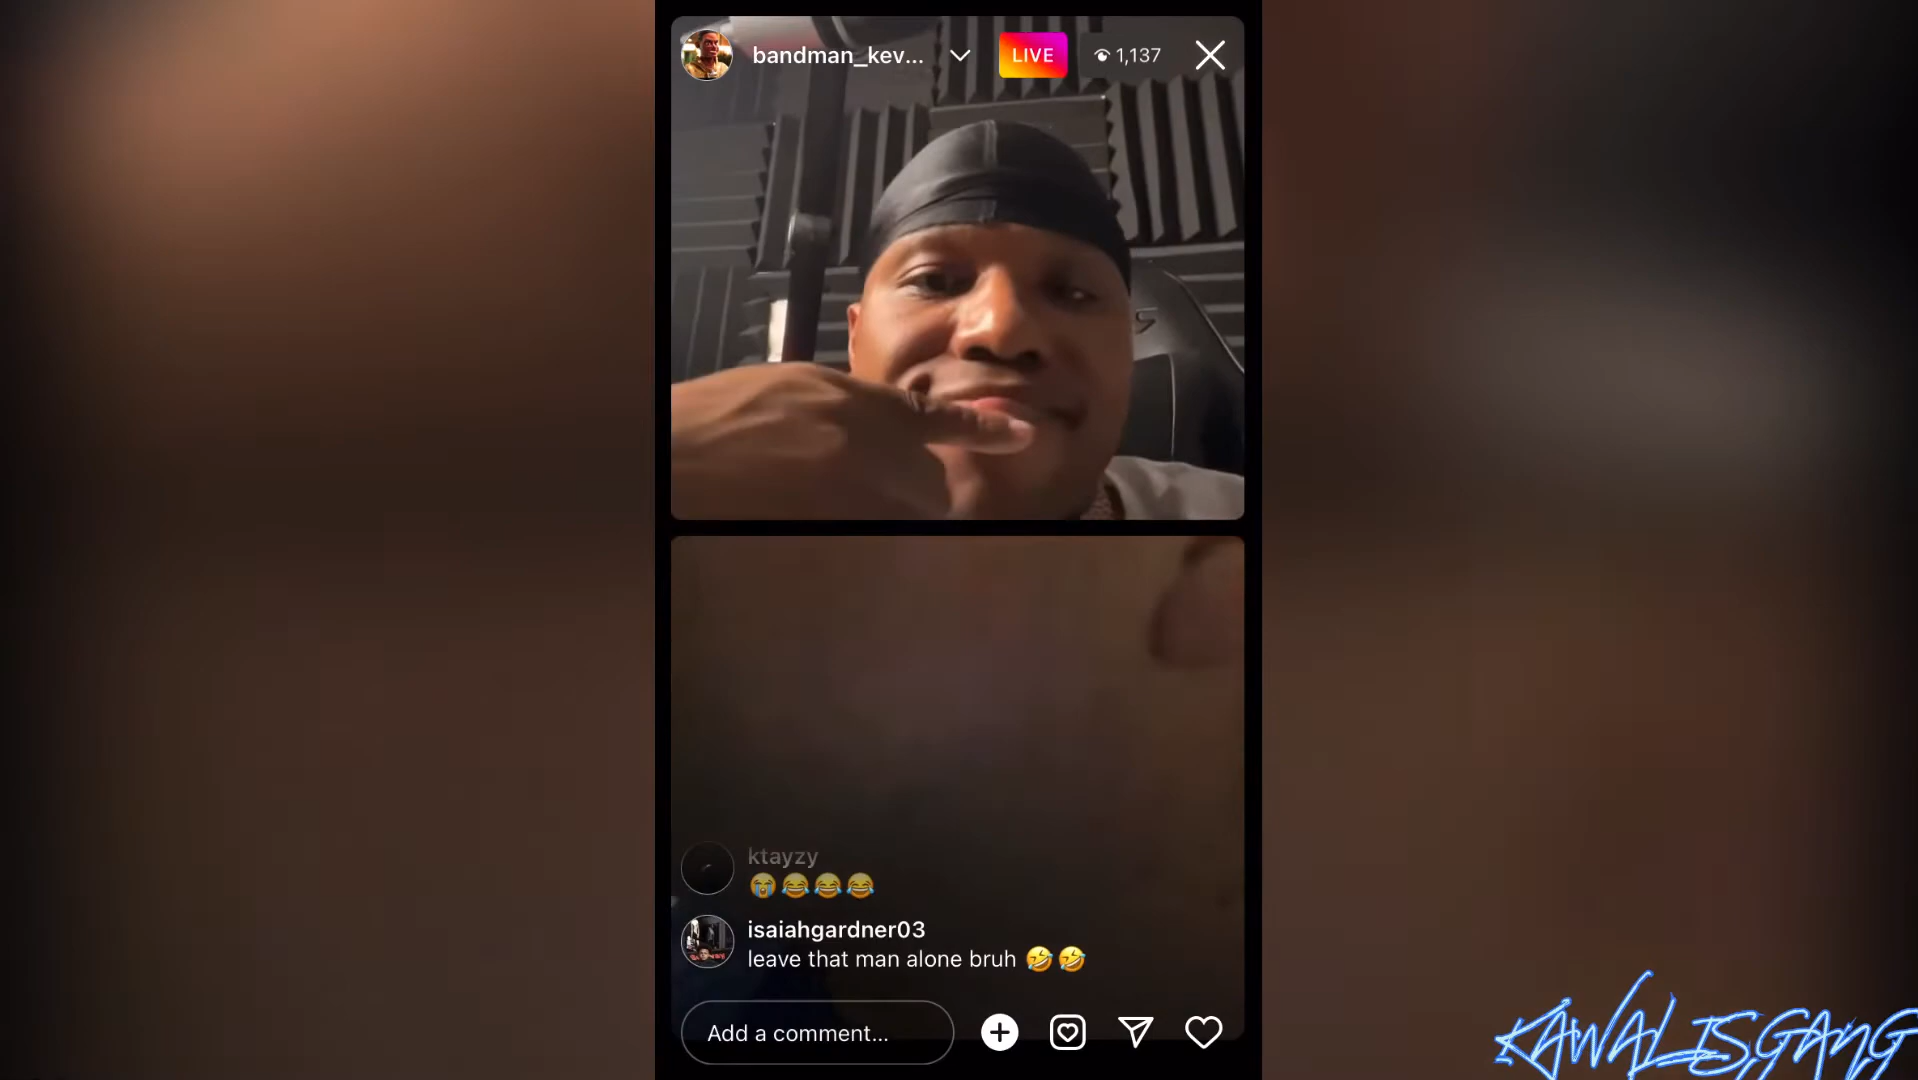 bandman_kev...
LIVE
1,137
ktayzy
😭😂😂😂
isaiahgardner03
leave that man alone bruh 🤣🤣
Add a comment...
KAWALISGANG